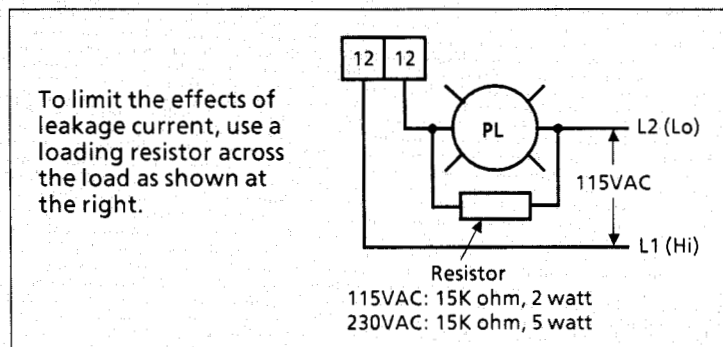 To limit the effects of
leakage current, use a
loading resistor across
the load as shown at
the right.
12 12
PL
L2 (Lo)
115VAC
L1 (Hi)
Resistor
115VAC: 15K ohm, 2 watt
230VAC: 15K ohm, 5 watt